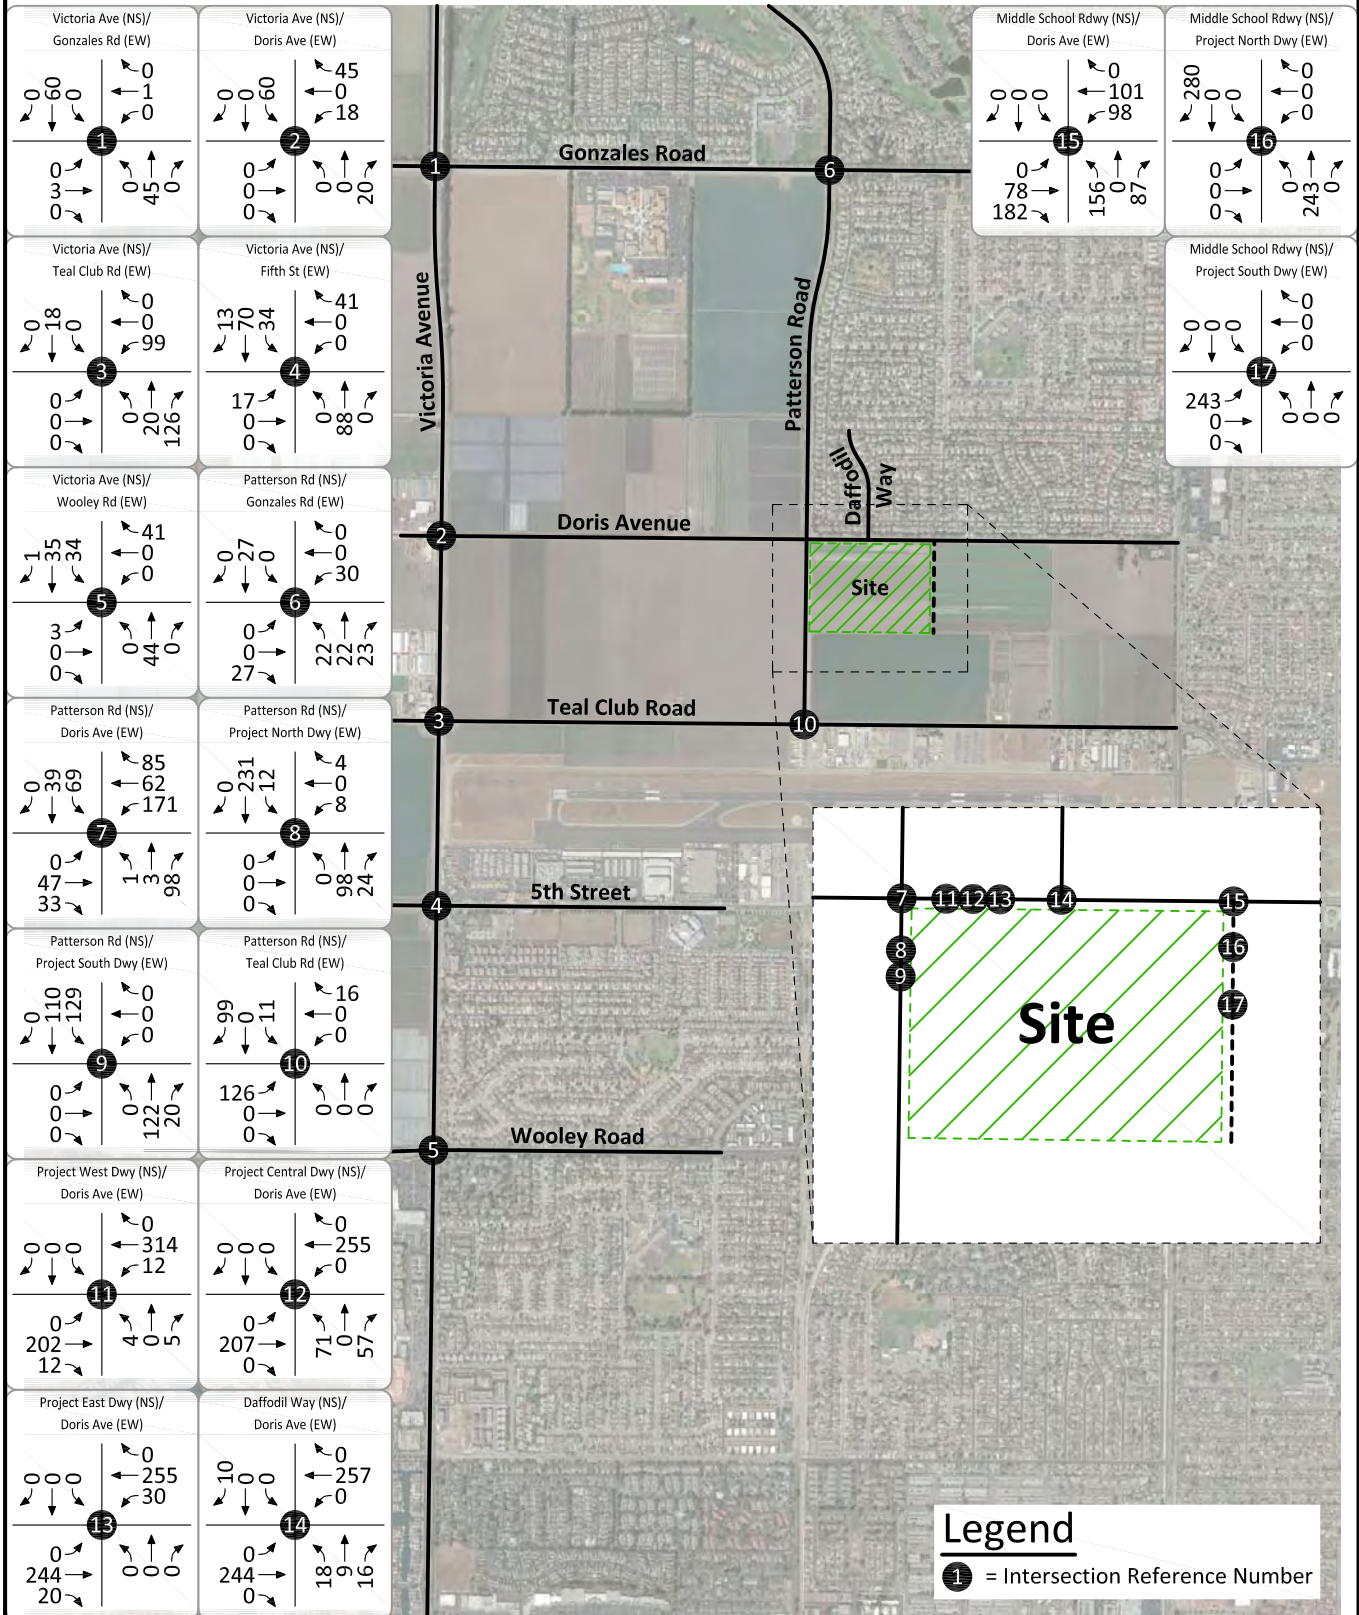 Victoria Ave (NS)/
Gonzales Rd (EW)
0 60 0
0
1
0
1
0
3
0
0 45 0
Victoria Ave (NS)/
Doris Ave (EW)
0 0 60
45
0
18
2
0
0
0
0 0 20
Victoria Ave (NS)/
Teal Club Rd (EW)
0 18 0
0
0
99
3
0
0
0
0 20 126
Victoria Ave (NS)/
Fifth St (EW)
13 70 34
41
0
0
4
17
0
0
0 88 0
Victoria Ave (NS)/
Wooley Rd (EW)
1 35 34
41
0
0
5
3
0
0
0 44 0
Patterson Rd (NS)/
Gonzales Rd (EW)
0 27 0
0
0
30
6
0
0
27
22 22 23
Patterson Rd (NS)/
Doris Ave (EW)
0 39 69
85
62
171
7
0
47
33
1 3 98
Patterson Rd (NS)/
Project North Dwy (EW)
0 231 12
4
0
8
8
0
0
0
0 98 24
Patterson Rd (NS)/
Project South Dwy (EW)
0 110 129
0
0
0
9
0
0
0
0 122 20
Patterson Rd (NS)/
Teal Club Rd (EW)
99 0 11
16
0
0
10
126
0
0
0 0 0
Project West Dwy (NS)/
Doris Ave (EW)
0 0 0
0
314
12
11
0
202
12
4 0 5
Project Central Dwy (NS)/
Doris Ave (EW)
0 0 0
0
255
0
12
0
207
0
71 0 57
Project East Dwy (NS)/
Doris Ave (EW)
0 0 0
0
255
30
13
0
244
20
0 0 0
Daffodil Way (NS)/
Doris Ave (EW)
10 0 0
0
257
0
14
0
244
0
18 9 16
Middle School Rdwy (NS)/
Doris Ave (EW)
0 0 0
0
101
98
15
0
78
182
156 0 87
Middle School Rdwy (NS)/
Project North Dwy (EW)
280 0 0
0
0
0
16
0
0
0
0 243 0
Middle School Rdwy (NS)/
Project South Dwy (EW)
0 0 0
0
0
0
17
243
0
0
0 0 0
1
Gonzales Road
6
Victoria Avenue
Patterson Road
Daffodil
Way
2
Doris Avenue
Site
3
Teal Club Road
10
4
5th Street
5
Wooley Road
7 11 12 13 14 15
8
16
9
17
Site
Legend
1 = Intersection Reference Number